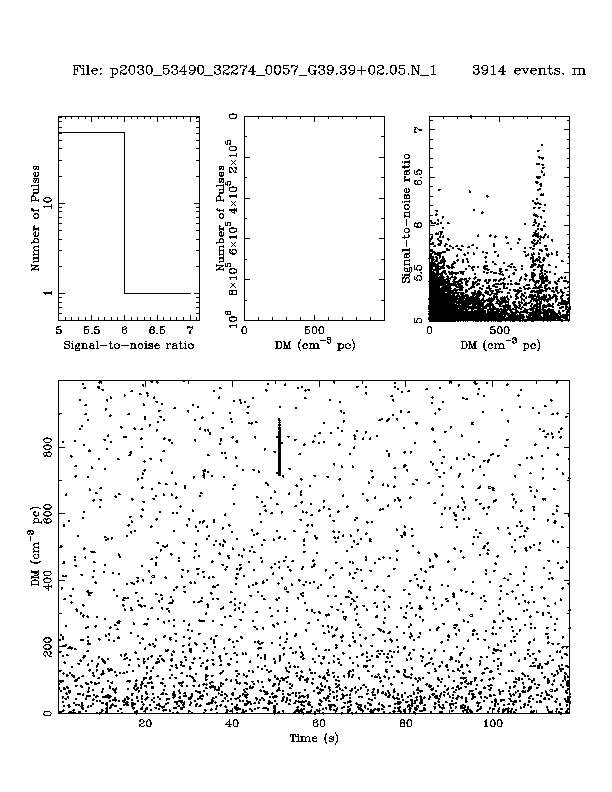 File: p2030_53490_32274_0057_G39.39+02.05.N_1 3914 events. m
Number of Pulses
10
1
5 5.5 6 6.5 7
Signal-to-noise ratio
Number of Pulses
0
2×10⁵
4×10⁵
6×10⁵
8×10⁵
10⁶
0 500
DM (cm⁻³ pc)
Signal-to-noise ratio
7
6.5
6
5.5
5
0 500
DM (cm⁻³ pc)
DM (cm⁻³ pc)
800
600
400
200
0
20 40 60 80 100
Time (s)